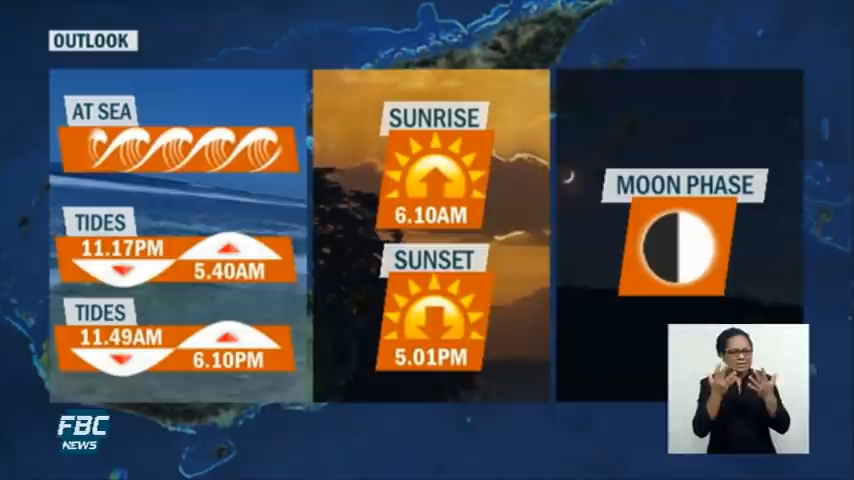 OUTLOOK
AT SEA
TIDES
11.17PM
5.40AM
TIDES
11.49AM
6.10PM
SUNRISE
6.10AM
SUNSET
5.01PM
MOON PHASE
FBC
NEWS